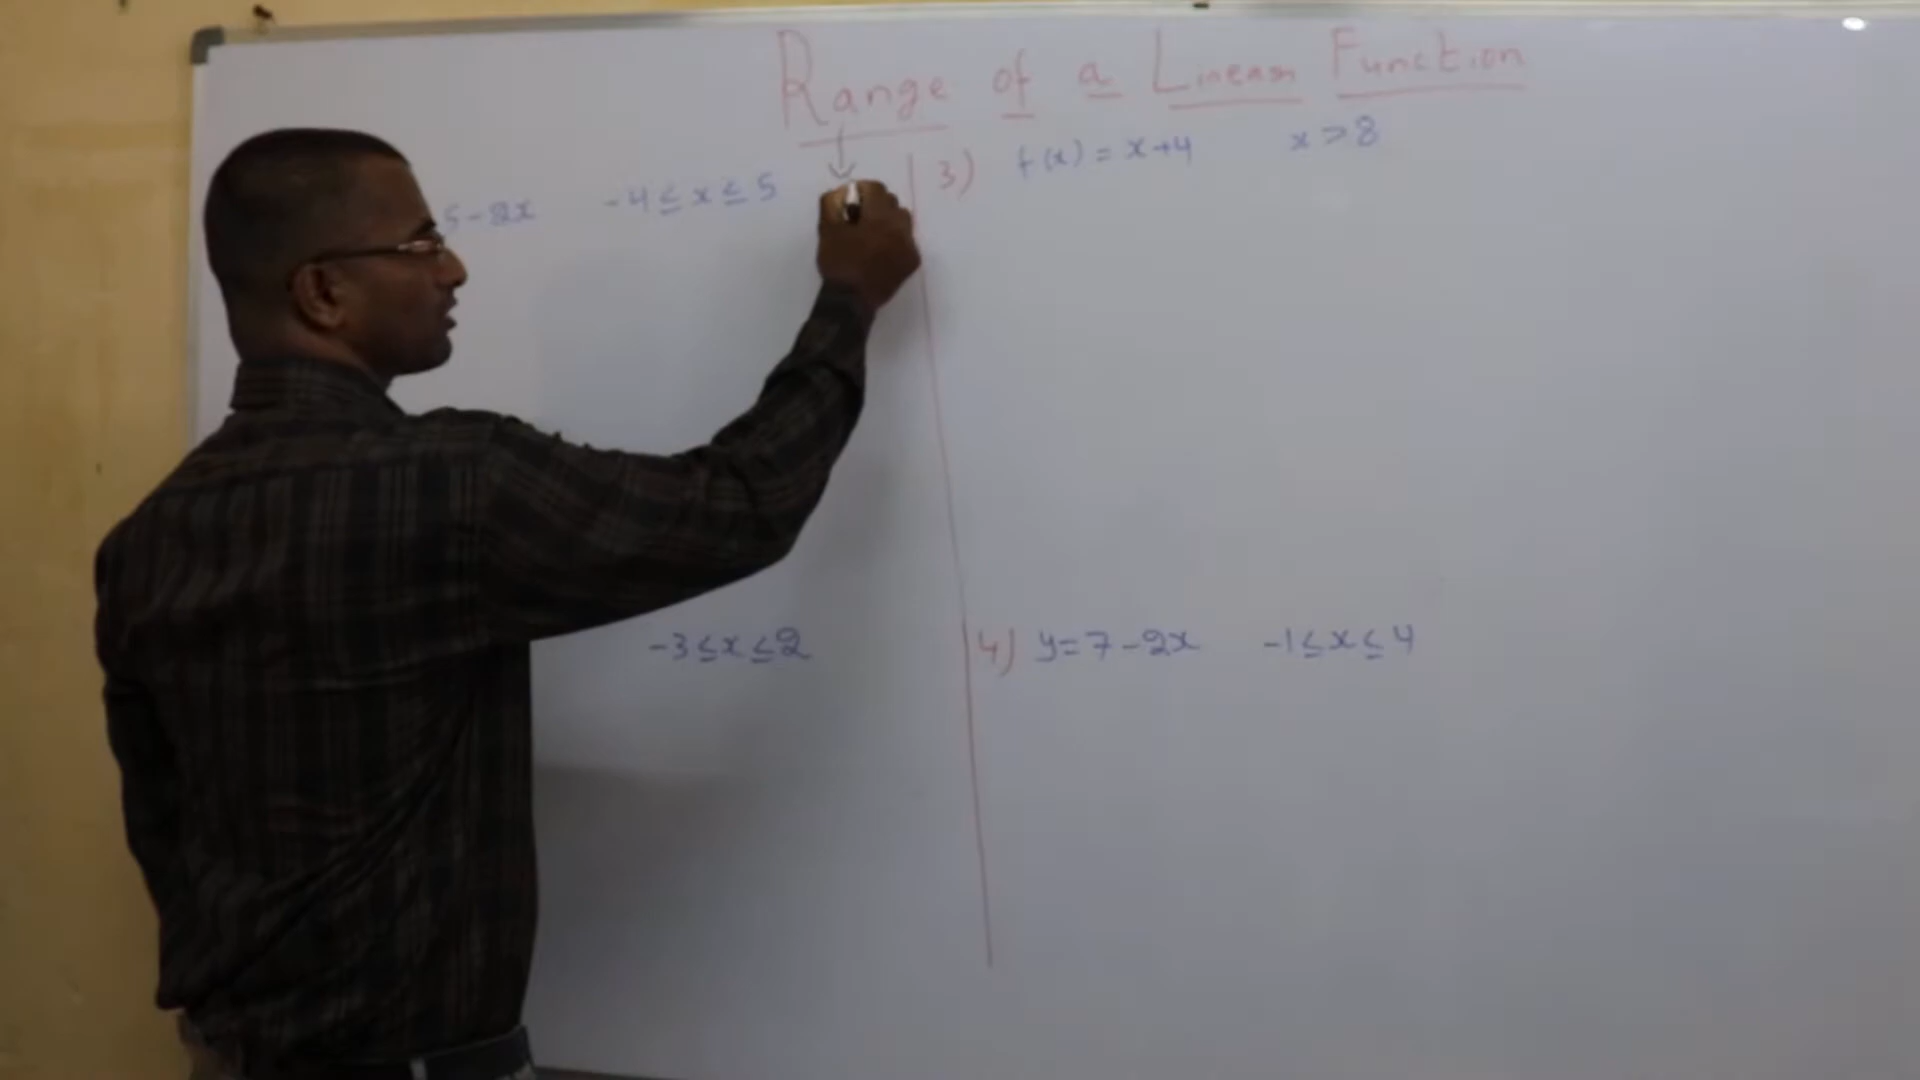 Range of a Linear Function
5-2x -4≤x≤5
3) f(x) = x+4 x>8
-3≤x≤2
4) y=7-2x -1≤x≤4